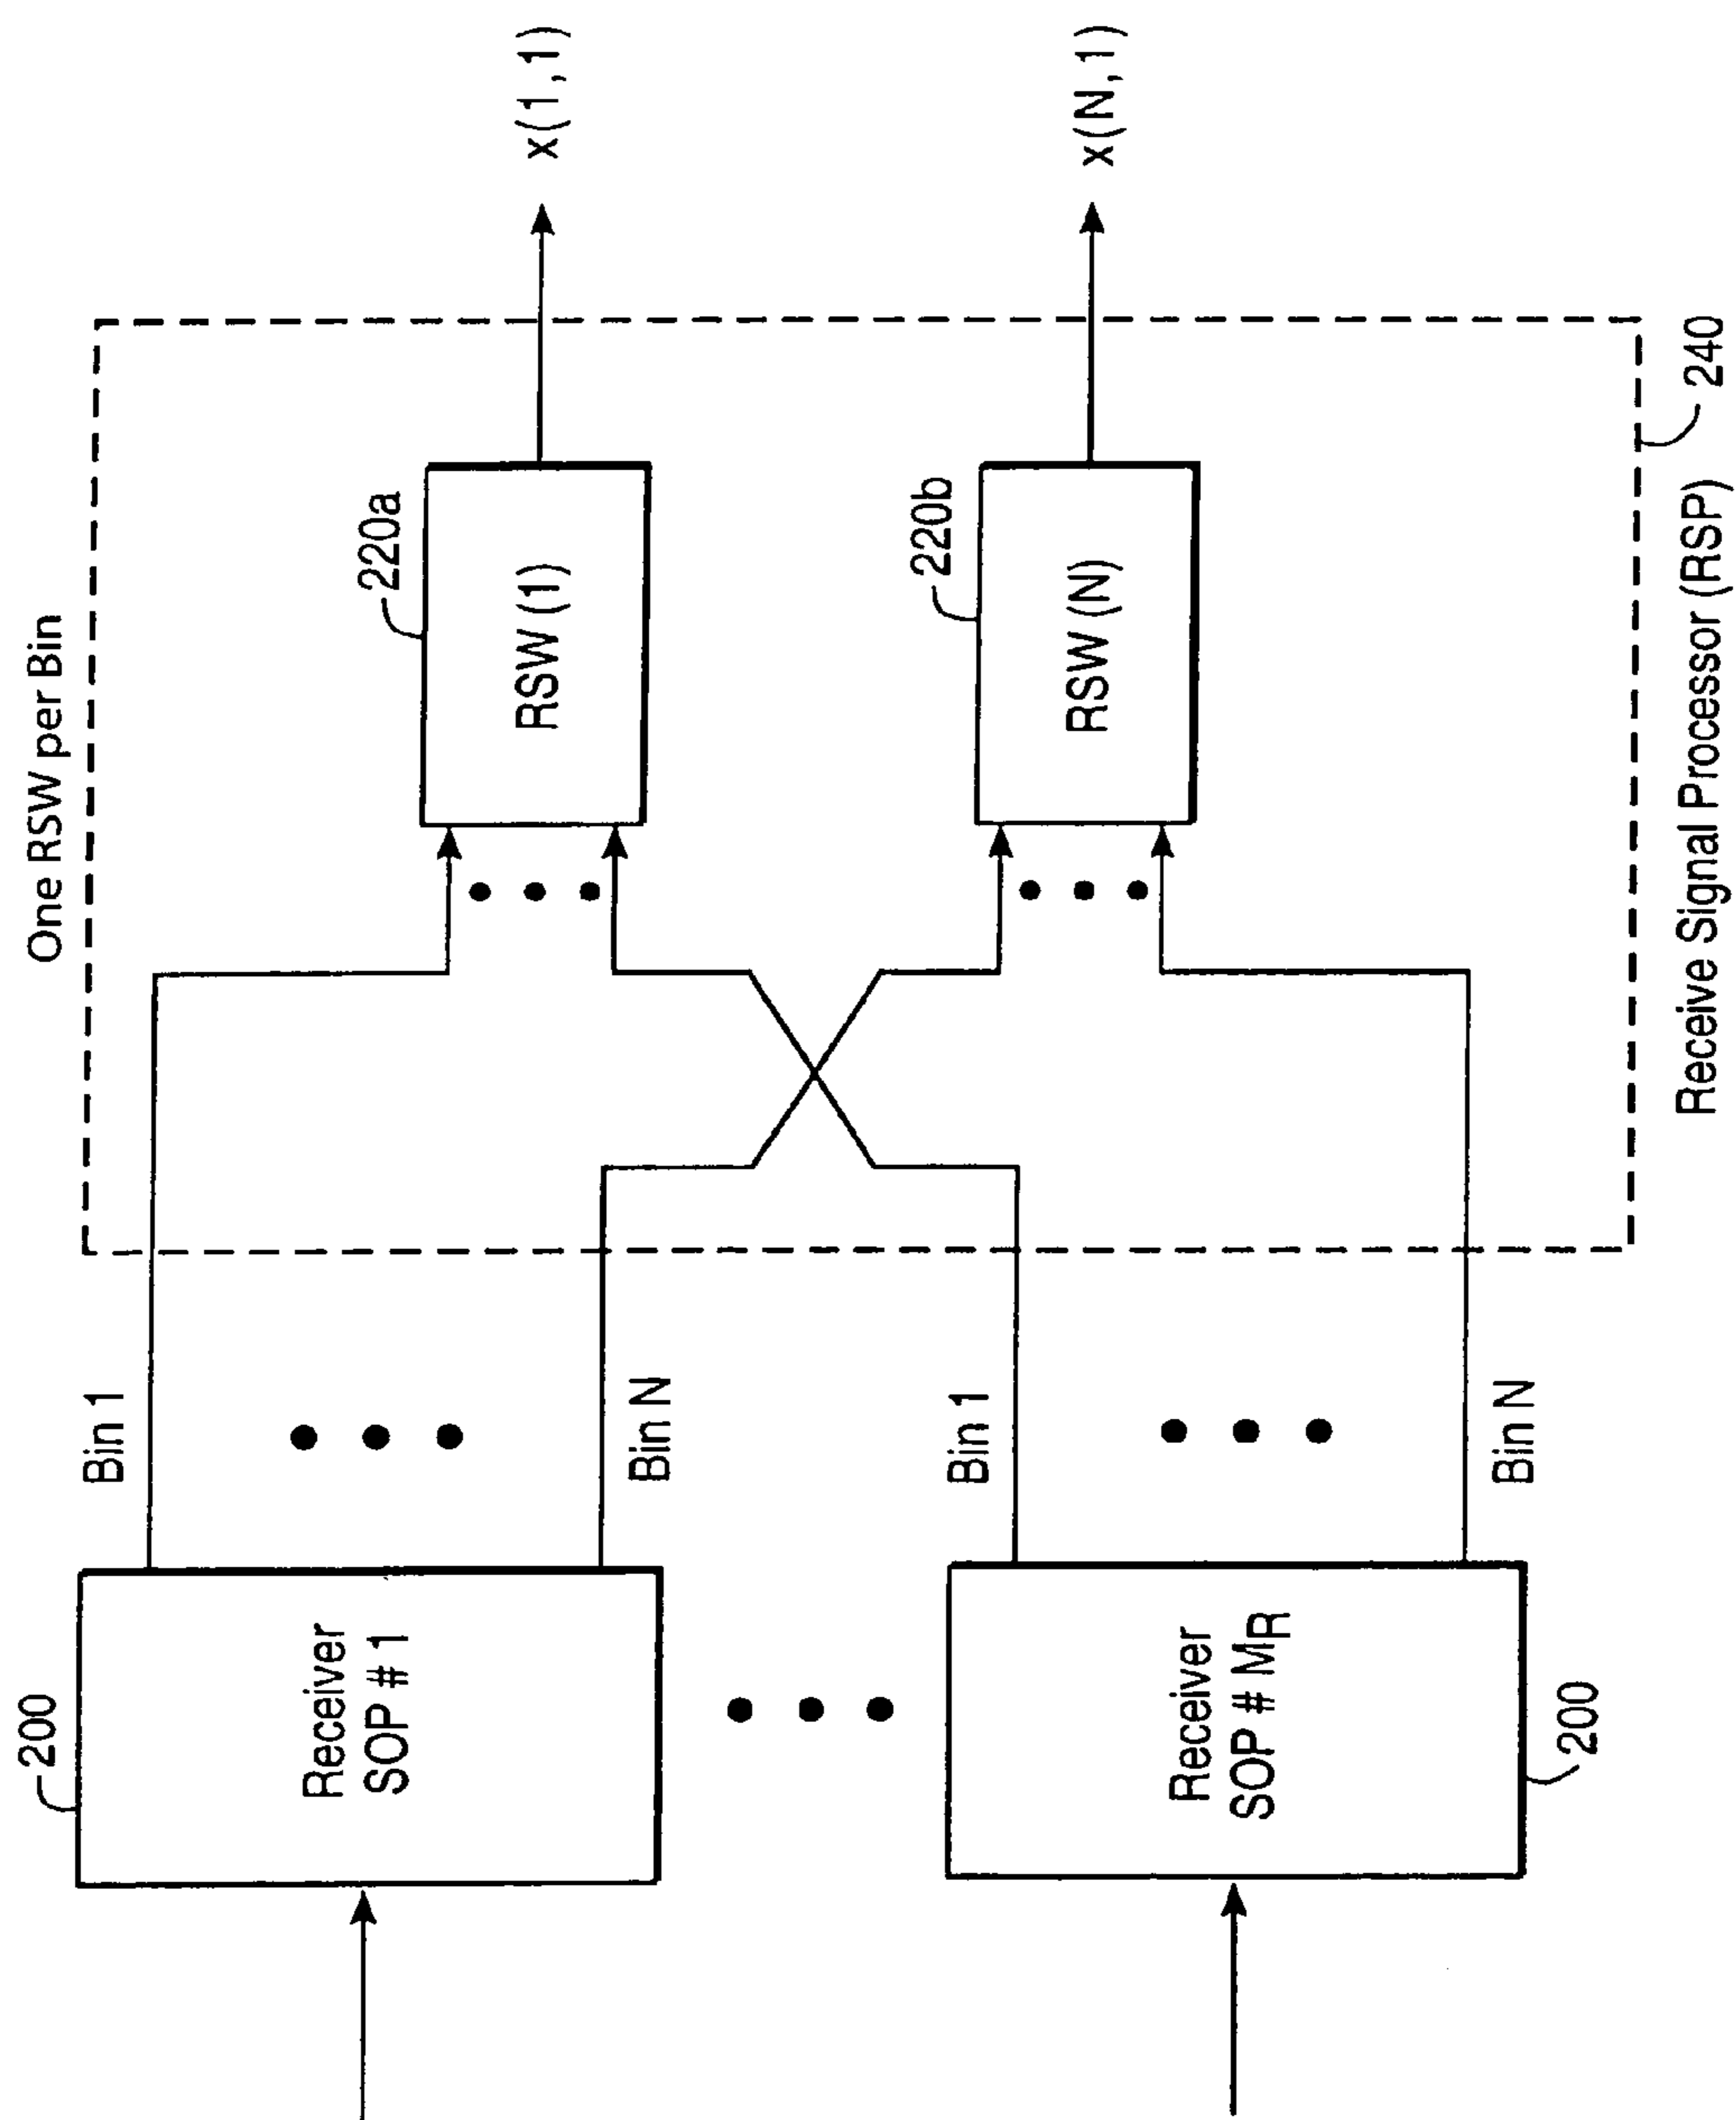 One RSW per Bin
200
Receiver
SOP # 1
Bin 1
Bin N
220a
RSW (1)
x(1,1)
Receiver
SOP # MR
200
Bin 1
Bin N
220b
RSW (N)
x(N,1)
240
Receive Signal Processor (RSP)